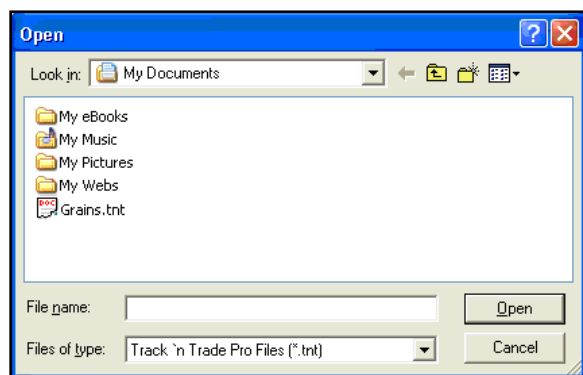 Open
Look in: My Documents
My eBooks
My Music
My Pictures
My Webs
DOC Grains.tnt
File name: Open
Files of type: Track `n Trade Pro Files (*.tnt) Cancel